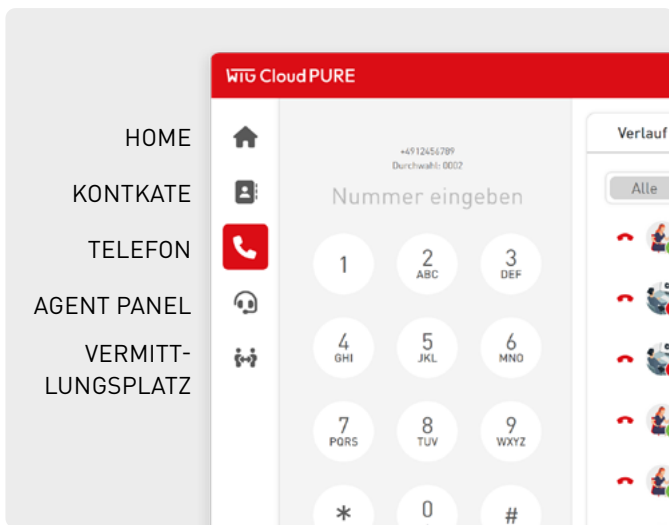 WTG Cloud PURE
HOME
KONTKATE
TELEFON
AGENT PANEL
VERMITT-
LUNGSPLATZ
+4912456789
Durchwahl: 0002
Nummer eingeben
1
2
ABC
3
DEF
4
GHI
5
JKL
6
MNO
7
PQRS
8
TUV
9
WXYZ
*
0
#
Verlauf
Alle